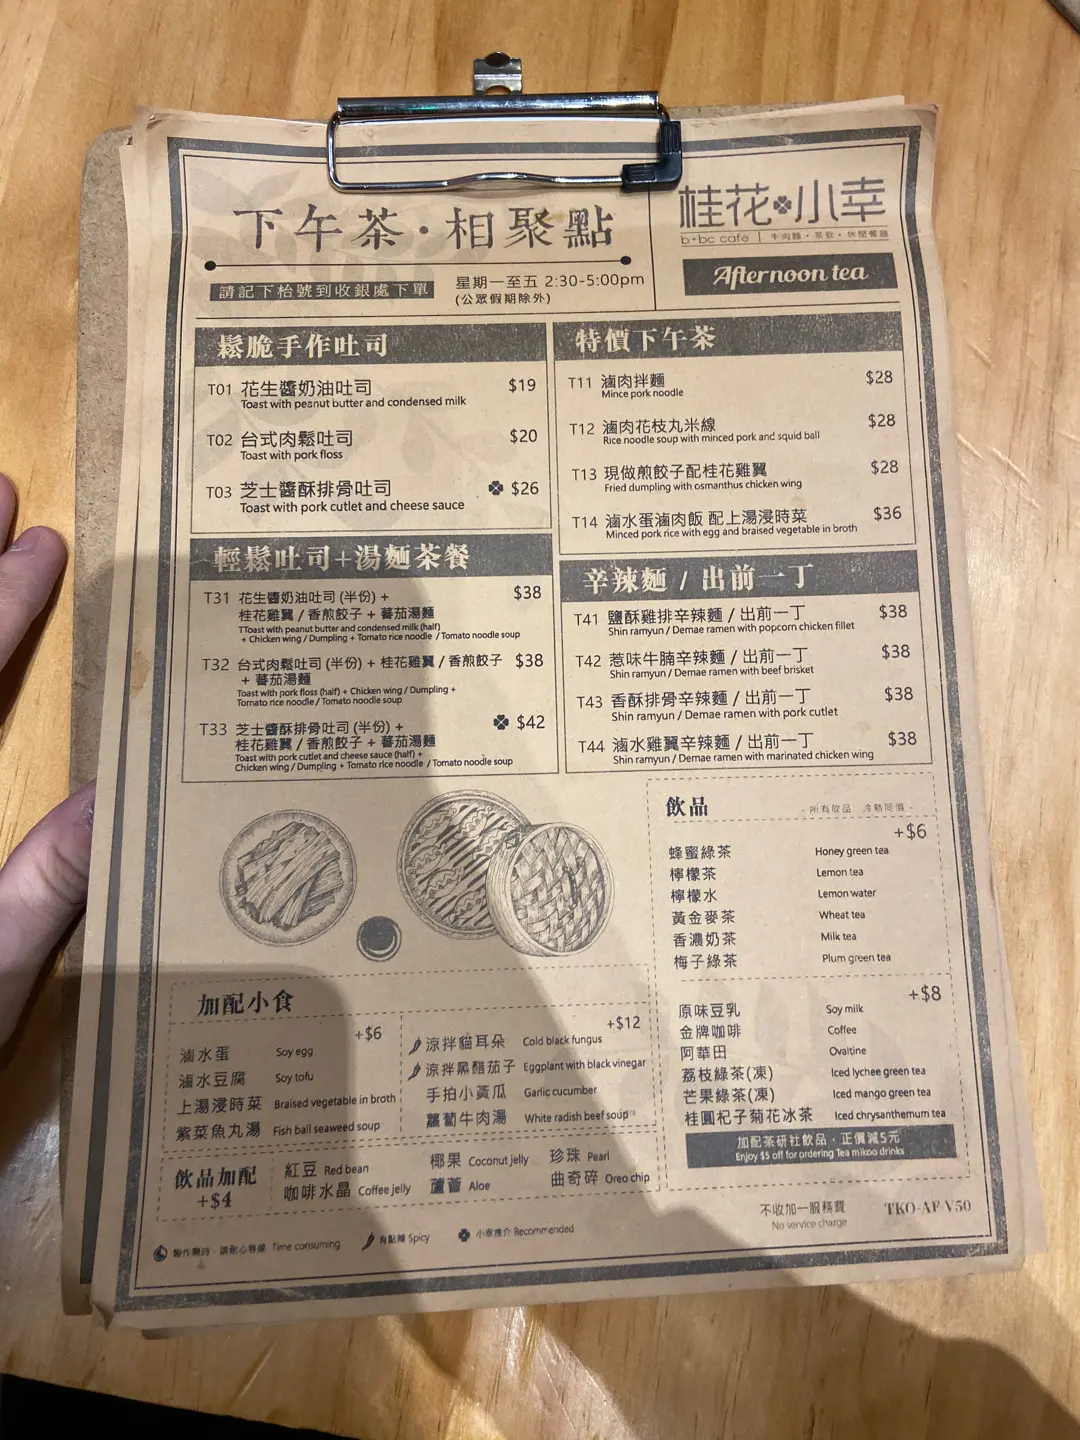 下午茶·相聚點
請記下枱號到收銀處下單
星期一至五 2:30-5:00pm
(公眾假期除外)
桂花小幸
b+bc cafe | 牛肉麵·茶飲·休閒餐廳
Afternoon tea
鬆脆手作吐司
T01 花生醬奶油吐司 $19
Toast with peanut butter and condensed milk
T02 台式肉鬆吐司 $20
Toast with pork floss
T03 芝士醬酥排骨吐司 $26
Toast with pork cutlet and cheese sauce
輕鬆吐司+湯麵茶餐
T31 花生醬奶油吐司 (半份) + $38
桂花雞翼 / 香煎餃子 + 蕃茄湯麵
TToast with peanut butter and condensed milk (half)
+ Chicken wing / Dumpling + Tomato rice noodle / Tomato noodle soup
T32 台式肉鬆吐司 (半份) + 桂花雞翼 / 香煎餃子 $38
+ 蕃茄湯麵
Toast with pork floss (half) + Chicken wing / Dumpling +
Tomato rice noodle / Tomato noodle soup
T33 芝士醬酥排骨吐司 (半份) + $42
桂花雞翼 / 香煎餃子 + 蕃茄湯麵
Toast with pork cutlet and cheese sauce (half) +
Chicken wing / Dumpling + Tomato rice noodle / Tomato noodle soup
特價下午茶
T11 滷肉拌麵 $28
Mince pork noodle
T12 滷肉花枝丸米線 $28
Rice noodle soup with minced pork and squid ball
T13 現做煎餃子配桂花雞翼 $28
Fried dumpling with osmanthus chicken wing
T14 滷水蛋滷肉飯 配上湯浸時菜 $36
Minced pork rice with egg and braised vegetable in broth
辛辣麵 / 出前一丁
T41 鹽酥雞排辛辣麵 / 出前一丁 $38
Shin ramyun / Demae ramen with popcorn chicken fillet
T42 惹味牛腩辛辣麵 / 出前一丁 $38
Shin ramyun / Demae ramen with beef brisket
T43 香酥排骨辛辣麵 / 出前一丁 $38
Shin ramyun / Demae ramen with pork cutlet
T44 滷水雞翼辛辣麵 / 出前一丁 $38
Shin ramyun / Demae ramen with marinated chicken wing
飲品 - 所有飲品 冷熱同價 -
+$6
蜂蜜綠茶 Honey green tea
檸檬茶 Lemon tea
檸檬水 Lemon water
黃金麥茶 Wheat tea
香濃奶茶 Milk tea
梅子綠茶 Plum green tea
+$8
原味豆乳 Soy milk
金牌咖啡 Coffee
阿華田 Ovaltine
荔枝綠茶(凍) Iced lychee green tea
芒果綠茶(凍) Iced mango green tea
桂圓杞子菊花冰茶 Iced chrysanthemum tea
加配茶研社飲品·正價減5元
Enjoy $5 off for ordering Tea mikoo drinks
加配小食
+$6
滷水蛋 Soy egg
滷水豆腐 Soy tofu
上湯浸時菜 Braised vegetable in broth
紫菜魚丸湯 Fish ball seaweed soup
+$12
涼拌貓耳朵 Cold black fungus
涼拌黑醋茄子 Eggplant with black vinegar
手拍小黃瓜 Garlic cucumber
蘿蔔牛肉湯 White radish beef soup
飲品加配
+$4
紅豆 Red bean 椰果 Coconut jelly 珍珠 Pearl
咖啡水晶 Coffee jelly 蘆薈 Aloe 曲奇碎 Oreo chip
不收加一服務費
No service charge
TKO-AF-V50
製作需時·請耐心等候 Time consuming 有點辣 Spicy 小幸推介 Recommended